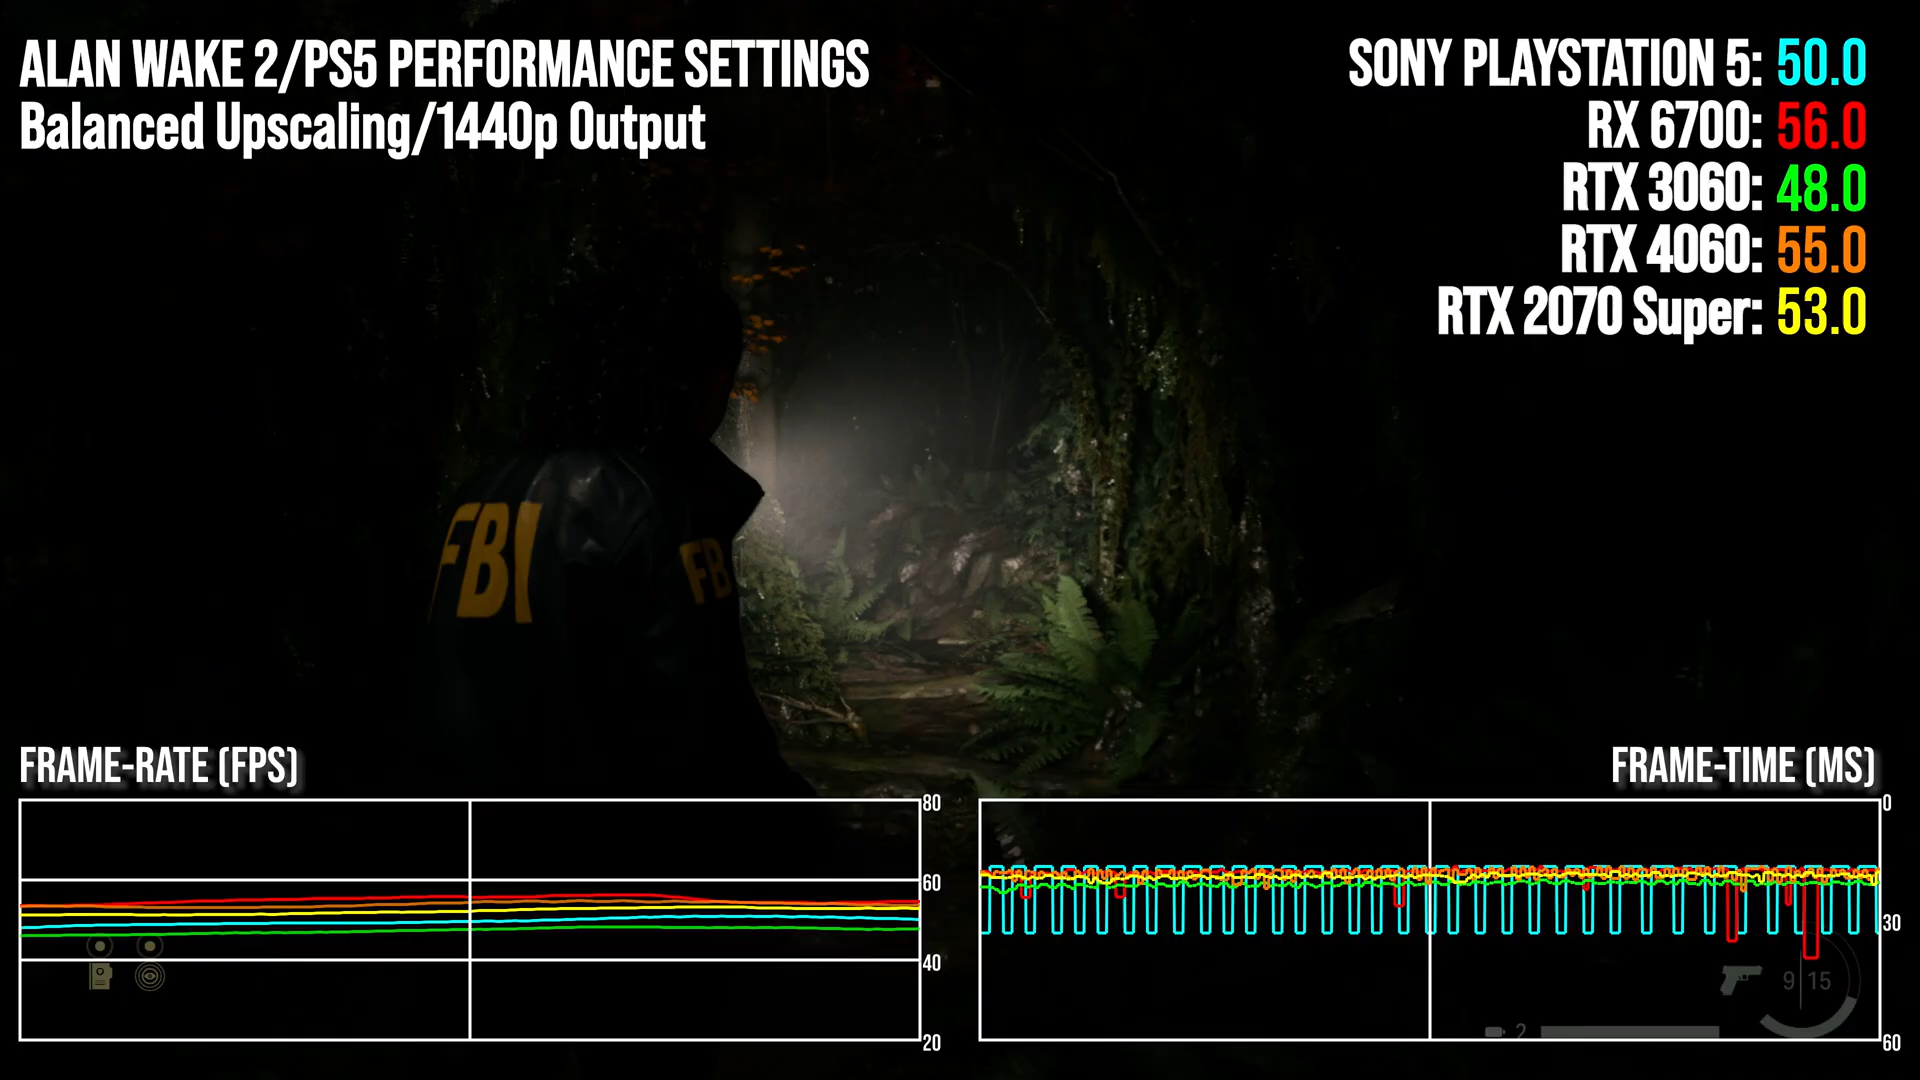 ALAN WAKE 2/PS5 PERFORMANCE SETTINGS
Balanced Upscaling/1440p Output
SONY PLAYSTATION 5: 50.0
RX 6700: 56.0
RTX 3060: 48.0
RTX 4060: 55.0
RTX 2070 Super: 53.0
FBI
FB
FRAME-RATE (FPS)
80
60
40
20
FRAME-TIME (MS)
0
30
60
9 15
2